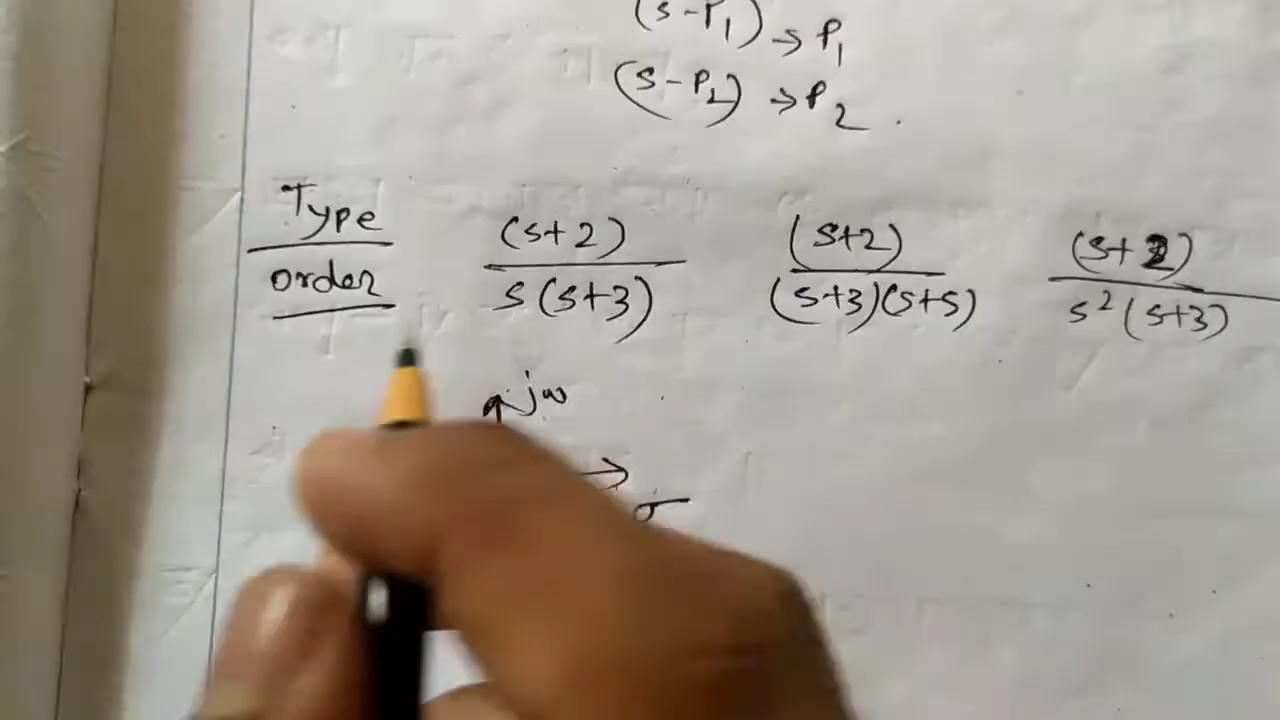 (s-P1) → P1
(s-P2) → P2 .
Type
order
(s+2)
s(s+3)
(s+2)
(s+3)(s+5)
(s+2)
s²(s+3)
jω
σ